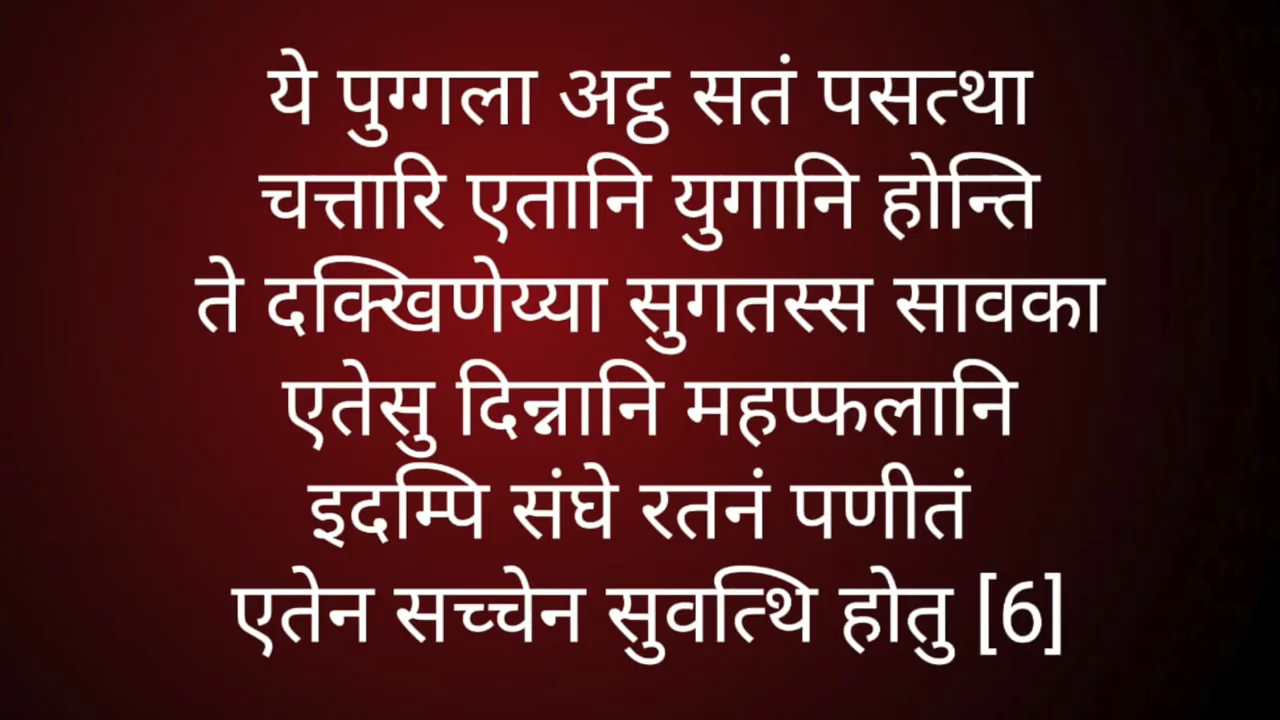 ये पुग्गला अट्ठ सतं पसत्था
चत्तारि एतानि युगानि होन्ति
ते दक्खिणेय्या सुगतस्स सावका
एतेसु दिन्नानि महप्फलानि
इदम्पि संघे रतनं पणीतं
एतेन सच्चेन सुवत्थि होतु [6]